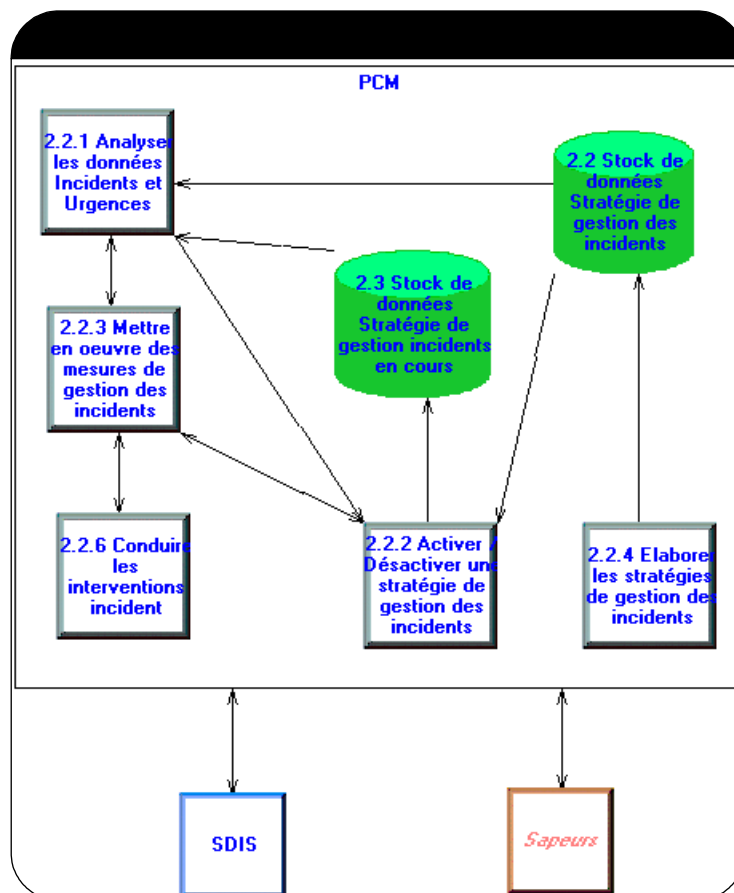 PCM
2.2.1 Analyser
les données
Incidents et
Urgences
2.2 Stock de
données
Stratégie de
gestion des
incidents
2.3 Stock de
données
Stratégie de
gestion incidents
en cours
2.2.3 Mettre
en oeuvre des
mesures de
gestion des
incidents
2.2.6 Conduire
les
interventions
incident
2.2.2 Activer /
Désactiver une
stratégie de
gestion des
incidents
2.2.4 Elaborer
les stratégies
de gestion des
incidents
SDIS
Sapeurs